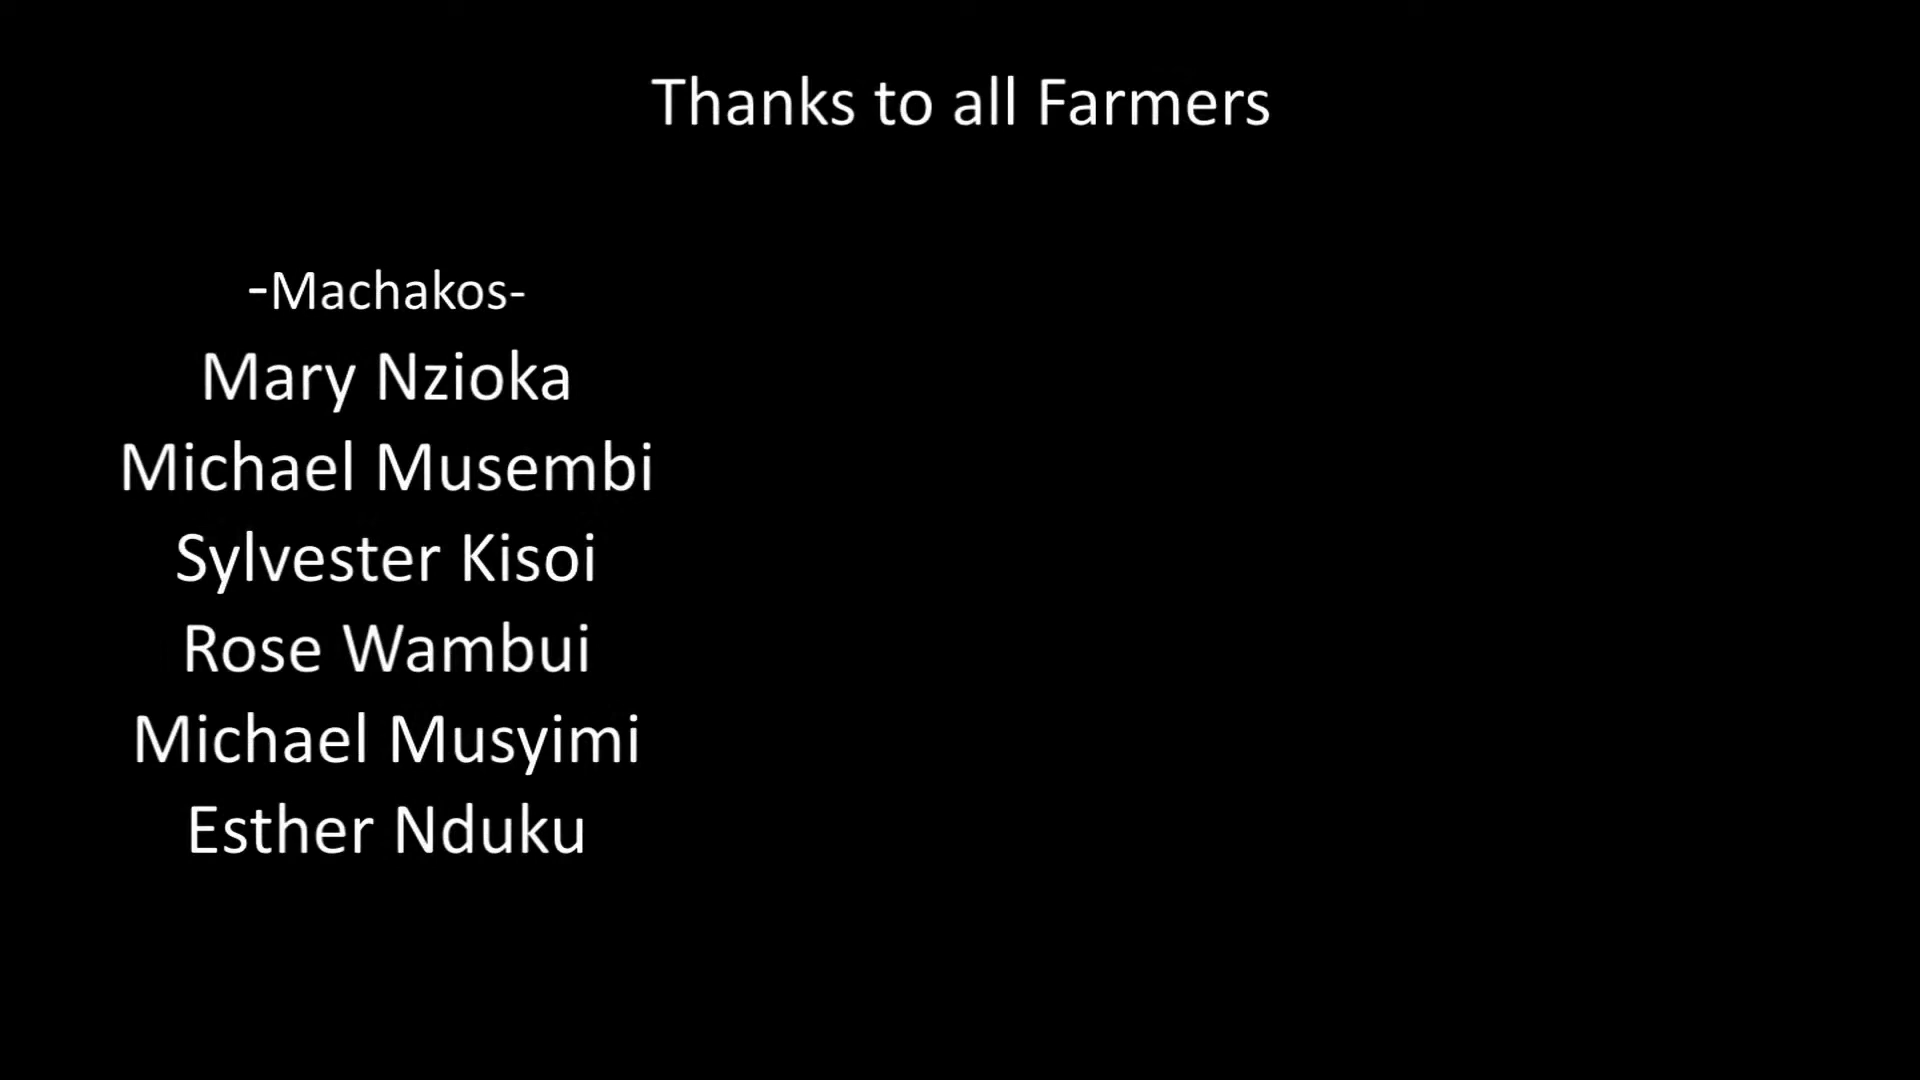 Thanks to all Farmers
-Machakos-
Mary Nzioka
Michael Musembi
Sylvester Kisoi
Rose Wambui
Michael Musyimi
Esther Nduku